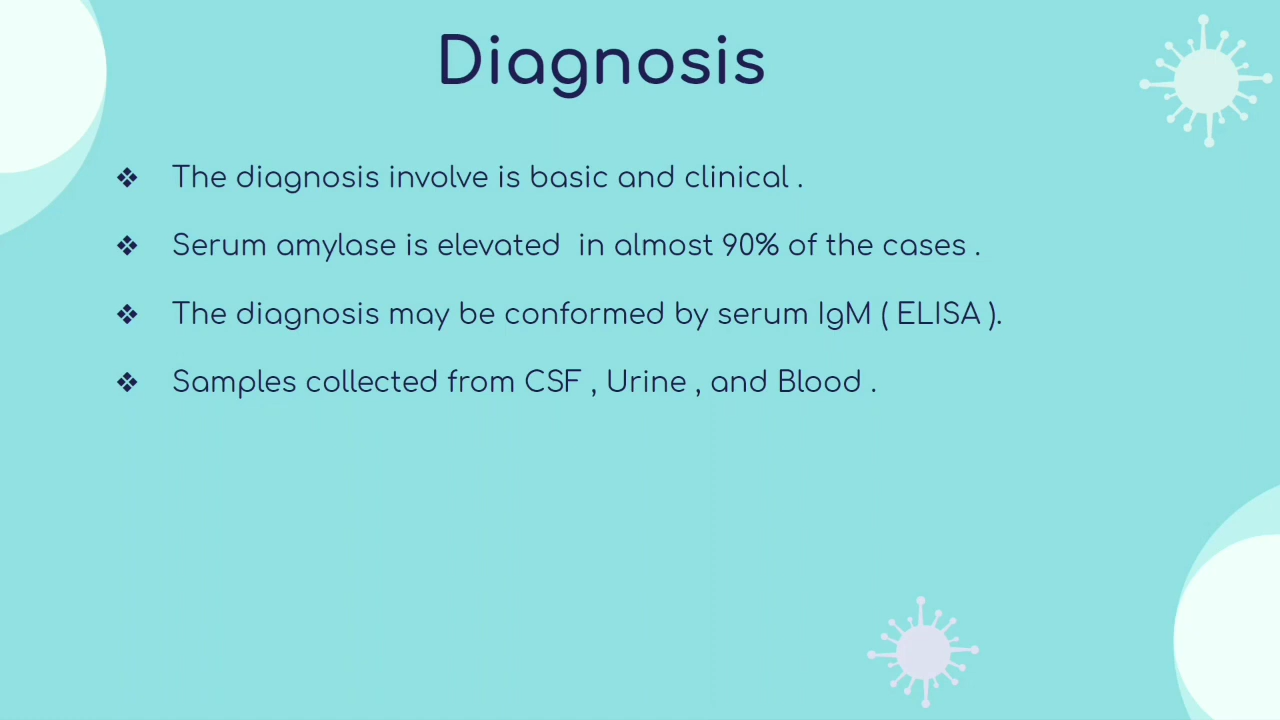 Diagnosis
❖ The diagnosis involve is basic and clinical .
❖ Serum amylase is elevated  in almost 90% of the cases .
❖ The diagnosis may be conformed by serum IgM ( ELISA ).
❖ Samples collected from CSF , Urine , and Blood .